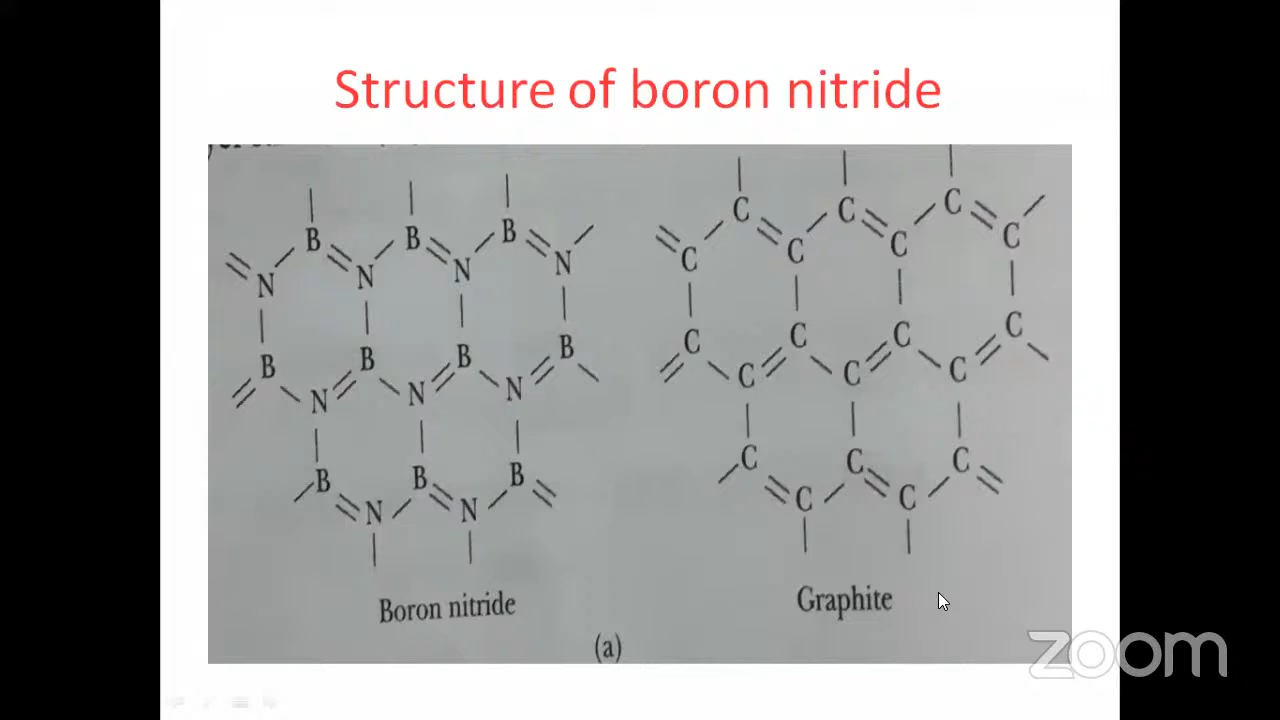 Structure of boron nitride
B B B
N N N N
B B B B
N N N
B B B
N N
Boron nitride
C C C
C C C C
C C C C
C C C
C C C
C C
Graphite
(a)
zoom